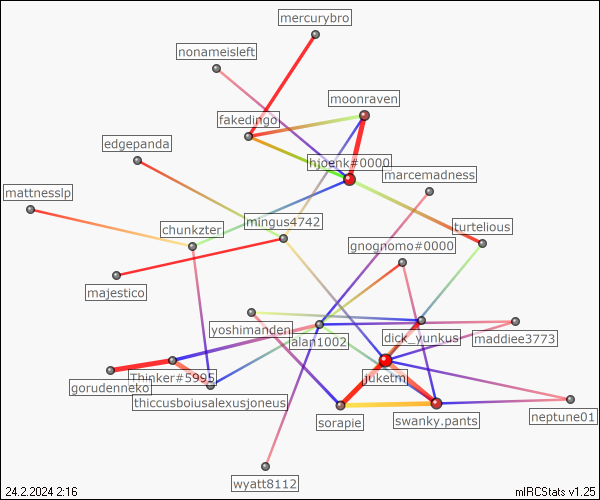 mercurybro
nonameisleft
moonraven
fakedingo
edgepanda
hjoenk#0000
marcemadness
mattnesslp
chunkzter
mingus4742
turtelious
gnognomo#0000
majestico
yoshimanden
alan1002
dick_yunkus
maddiee3773
gorudenneko
Thinker#5995
juketm
thiccusboiusalexusjoneus
sorapie
swanky.pants
neptune01
wyatt8112
24.2.2024 2:16
mIRCStats v1.25